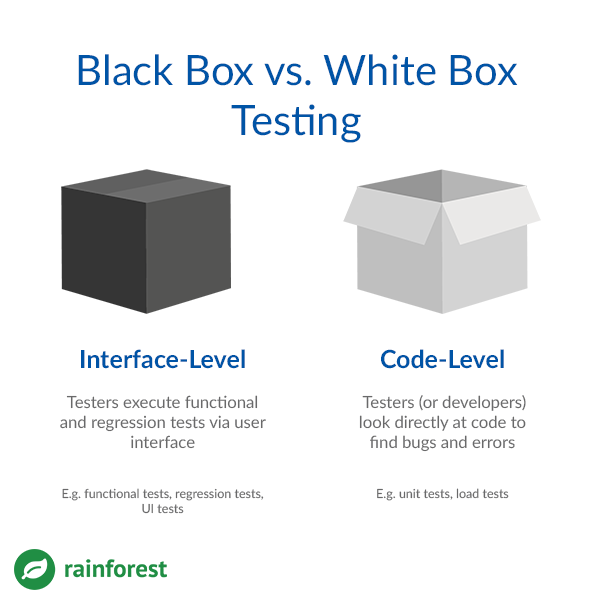 Black Box vs. White Box
Testing
Interface-Level
Testers execute functional
and regression tests via user
interface
E.g. functional tests, regression tests,
UI tests
Code-Level
Testers (or developers)
look directly at code to
find bugs and errors
E.g. unit tests, load tests
rainforest